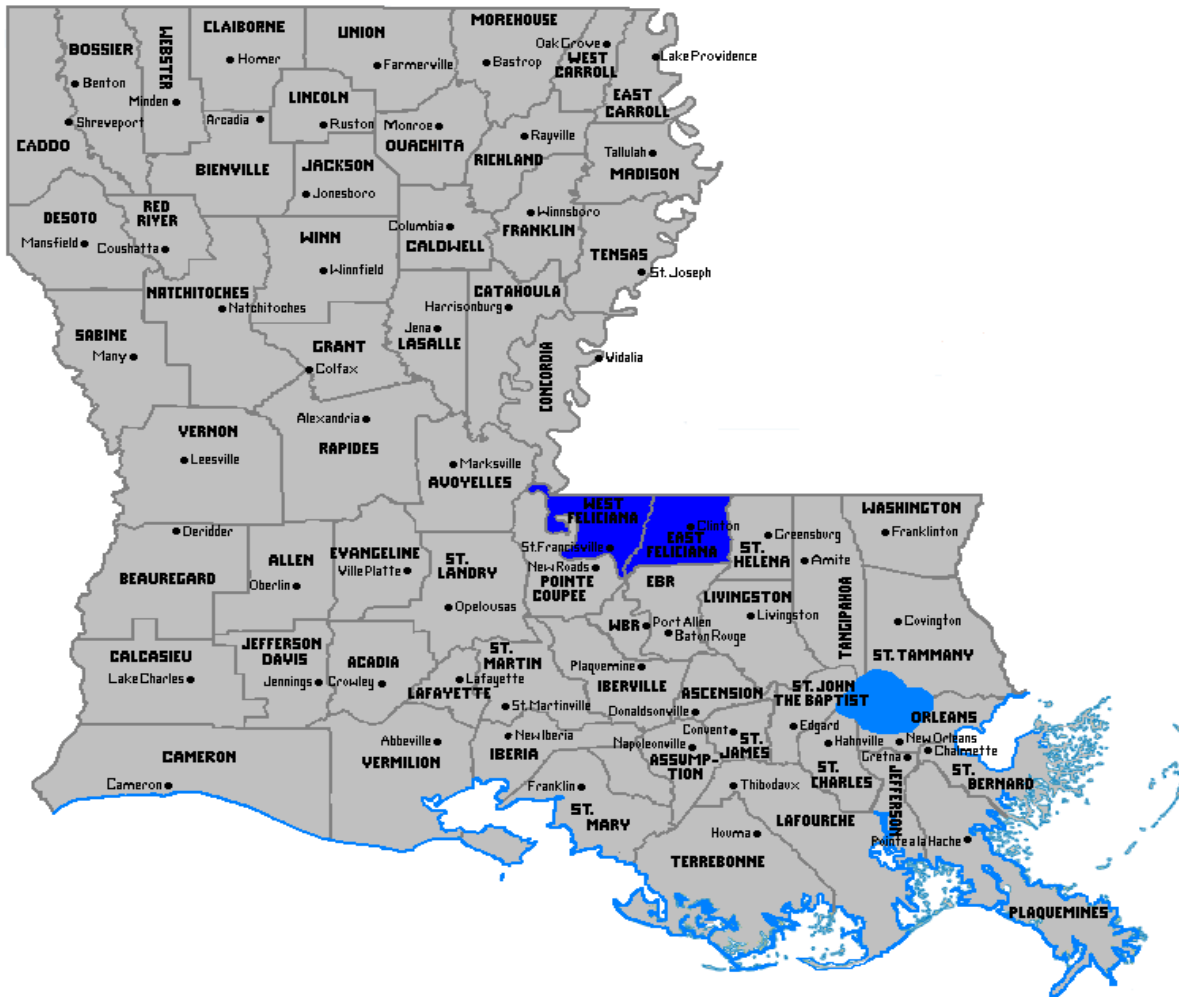 CLAIBORNE
UNION
MOREHOUSE
BOSSIER
WEBSTER
Homer
Farmerville
Bastrop
Oak Grove
WEST
CARROLL
Lake Providence
Benton
Minden
LINCOLN
EAST
CARROLL
Shreveport
Arcadia
Ruston
Monroe
OUACHITA
Rayville
CADDO
BIENVILLE
JACKSON
RICHLAND
Tallulah
MADISON
Jonesboro
DESOTO
RED
RIVER
Mansfield
Coushatta
WINN
Columbia
CALDWELL
Winnsboro
FRANKLIN
TENSAS
Winnfield
St. Joseph
NATCHITOCHES
Natchitoches
CATAHOULA
Harrisonburg
SABINE
Many
GRANT
Colfax
Jena
LASALLE
CONCORDIA
Vidalia
Alexandria
VERNON
RAPIDES
Leesville
Marksville
AVOYELLES
WEST
FELICIANA
Clinton
EAST
FELICIANA
WASHINGTON
Franklinton
Deridder
ALLEN
EVANGELINE
Ville Platte
ST.
LANDRY
St. Francisville
New Roads
POINTE
COUPEE
EBR
ST.
HELENA
Greensburg
Amite
BEAUREGARD
Oberlin
Opelousas
LIVINGSTON
Livingston
TANGIPAHOA
Covington
ST. TAMMANY
WBR
Port Allen
Baton Rouge
CALCASIEU
Lake Charles
JEFFERSON
DAVIS
Jennings
ACADIA
Crowley
LAFAYETTE
Lafayette
ST.
MARTIN
St. Martinville
Plaquemine
IBERVILLE
ASCENSION
Donaldsonville
ST. JOHN
THE BAPTIST
ORLEANS
CAMERON
Cameron
Abbeville
VERMILION
New Iberia
IBERIA
Napoleonville
ASSUMP-
TION
Convent
ST.
JAMES
Edgard
Hahnville
New Orleans
Chalmette
Gretna
Franklin
ST.
MARY
Thibodaux
ST.
CHARLES
JEFFERSON
ST.
BERNARD
LAFOURCHE
Houma
TERREBONNE
Pointe a la Hache
PLAQUEMINES